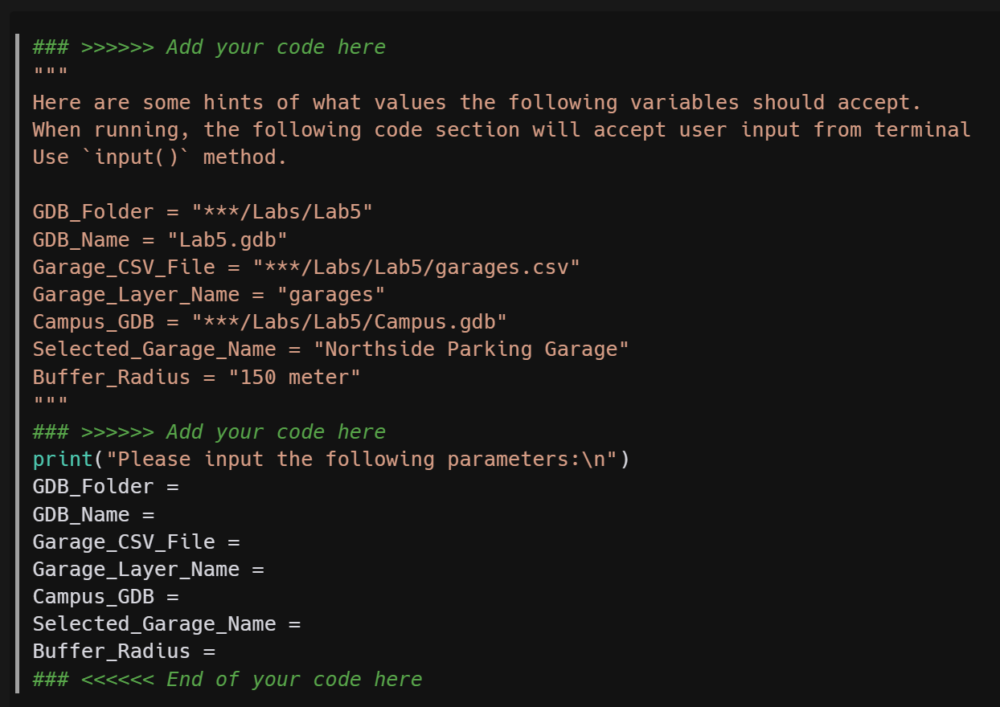 ### >>>>>> Add your code here
"""
Here are some hints of what values the following variables should accept.
When running, the following code section will accept user input from terminal
Use `input()` method.

GDB_Folder = "***/Labs/Lab5"
GDB_Name = "Lab5.gdb"
Garage_CSV_File = "***/Labs/Lab5/garages.csv"
Garage_Layer_Name = "garages"
Campus_GDB = "***/Labs/Lab5/Campus.gdb"
Selected_Garage_Name = "Northside Parking Garage"
Buffer_Radius = "150 meter"
"""
### >>>>>> Add your code here
print("Please input the following parameters:\n")
GDB_Folder =
GDB_Name =
Garage_CSV_File =
Garage_Layer_Name =
Campus_GDB =
Selected_Garage_Name =
Buffer_Radius =
### <<<<<< End of your code here